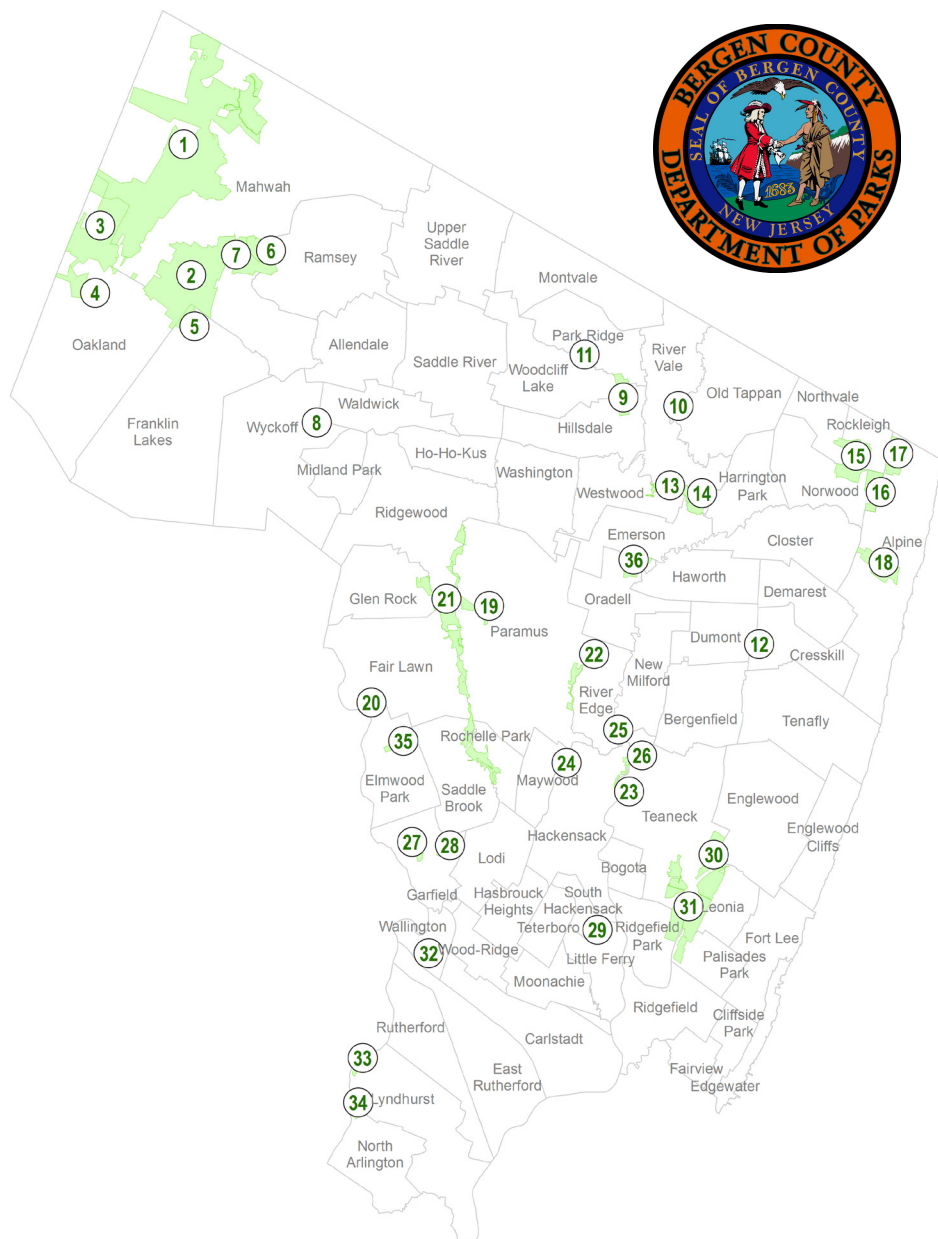 BERGEN COUNTY
SEAL OF BERGEN COUNTY
1683
NEW JERSEY
DEPARTMENT OF PARKS
1
Mahwah
3
7
6
2
4
5
Oakland
Ramsey
Upper
Saddle
River
Montvale
Allendale
Saddle River
Park Ridge
11
Woodcliff
Lake
River
Vale
9
10
Old Tappan
Northvale
Franklin
Lakes
Wyckoff
8
Waldwick
Hillsdale
Rockleigh
15
17
Midland Park
Ho-Ho-Kus
Washington
Westwood
13
14
Harrington
Park
Norwood
16
Ridgewood
Emerson
36
Closter
Alpine
18
Glen Rock
21
19
Paramus
Oradell
Haworth
Demarest
Fair Lawn
22
Dumont
12
Cresskill
New
Milford
River
Edge
20
Bergenfield
Tenafly
35
Rochelle Park
25
26
Elmwood
Park
Saddle
Brook
Maywood
24
23
Teaneck
Englewood
Englewood
Cliffs
27
28
Lodi
Hackensack
Bogota
30
Garfield
Hasbrouck
Heights
South
Hackensack
31
Leonia
Wallington
Teterboro
29
Ridgefield
Park
Fort Lee
32
Wood-Ridge
Little Ferry
Palisades
Park
Moonachie
Ridgefield
Cliffside
Park
Rutherford
Carlstadt
33
East
Rutherford
Fairview
Edgewater
34
Lyndhurst
North
Arlington